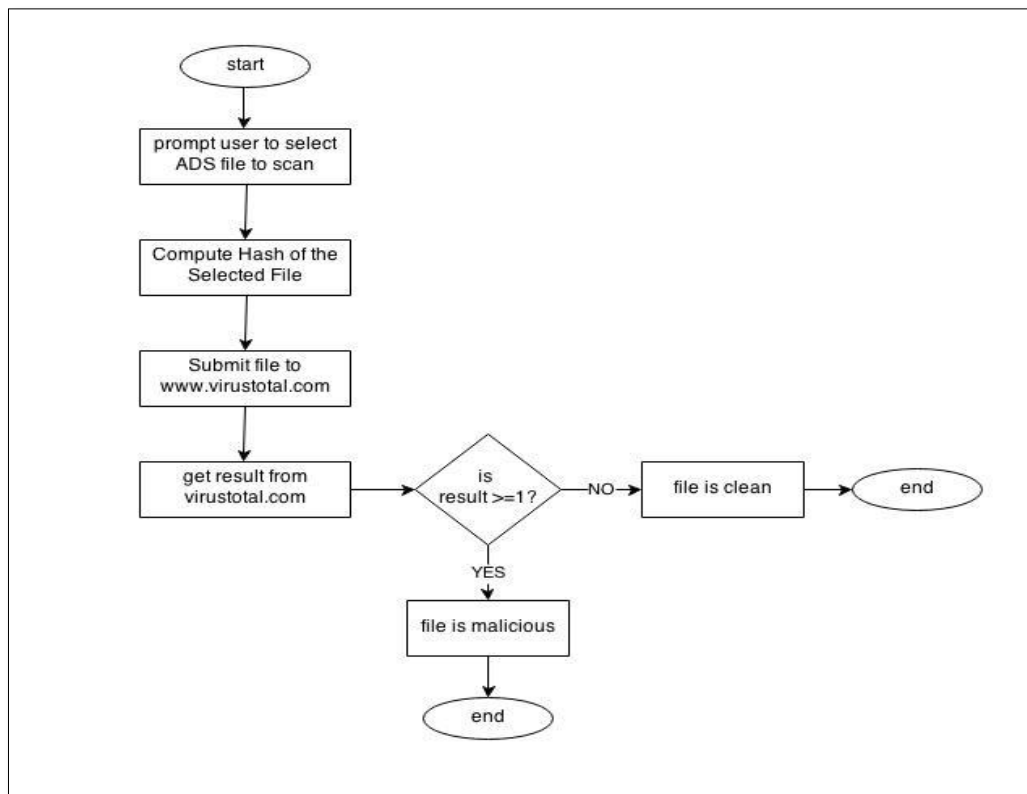 start
prompt user to select
ADS file to scan
Compute Hash of the
Selected File
Submit file to
www.virustotal.com
get result from
virustotal.com
is
result >=1?
NO
file is clean
end
YES
file is malicious
end